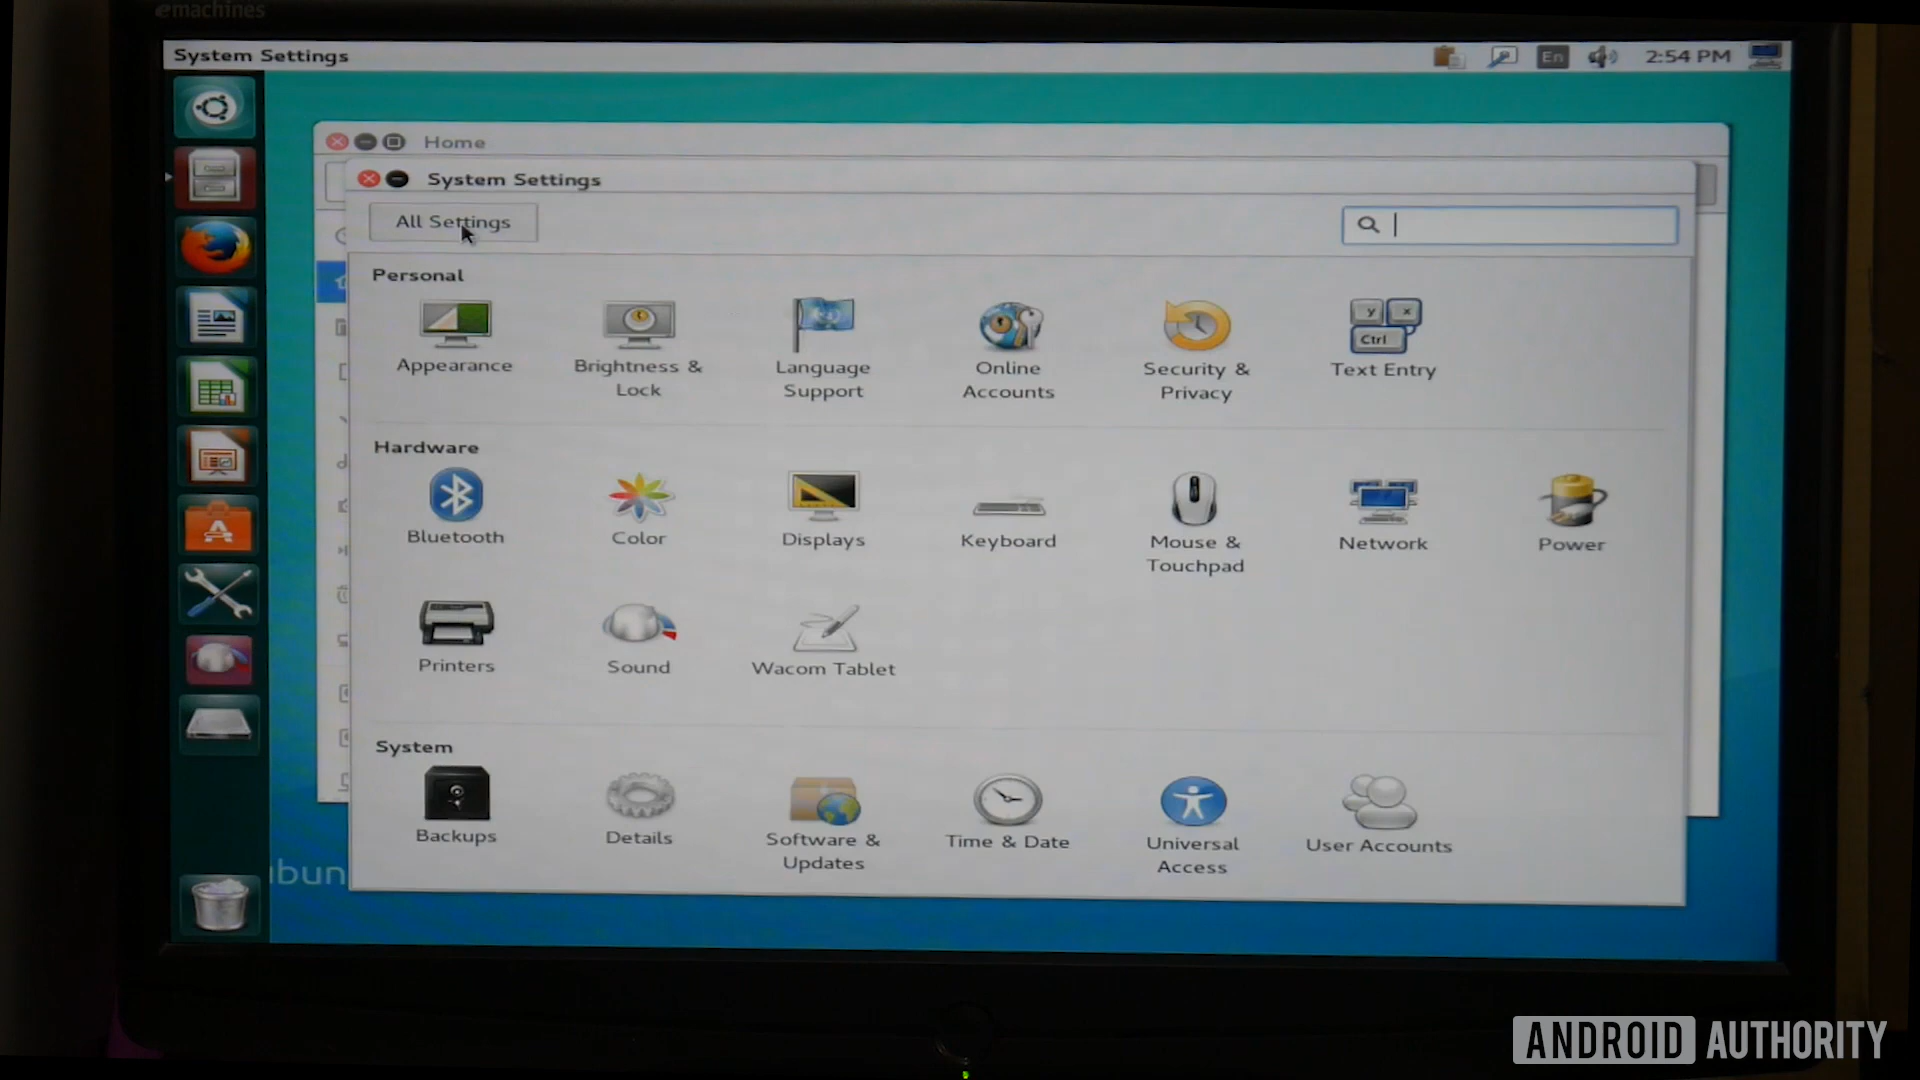 emachines
System Settings
En
2:54 PM
Home
System Settings
All Settings
Personal
Appearance
Brightness &
Lock
Language
Support
Online
Accounts
Security &
Privacy
y x
Ctrl
Text Entry
Hardware
Bluetooth
Color
Displays
Keyboard
Mouse &
Touchpad
Network
Power
Printers
Sound
Wacom Tablet
System
Backups
Details
Software &
Updates
Time & Date
Universal
Access
User Accounts
ubun
ANDROID AUTHORITY